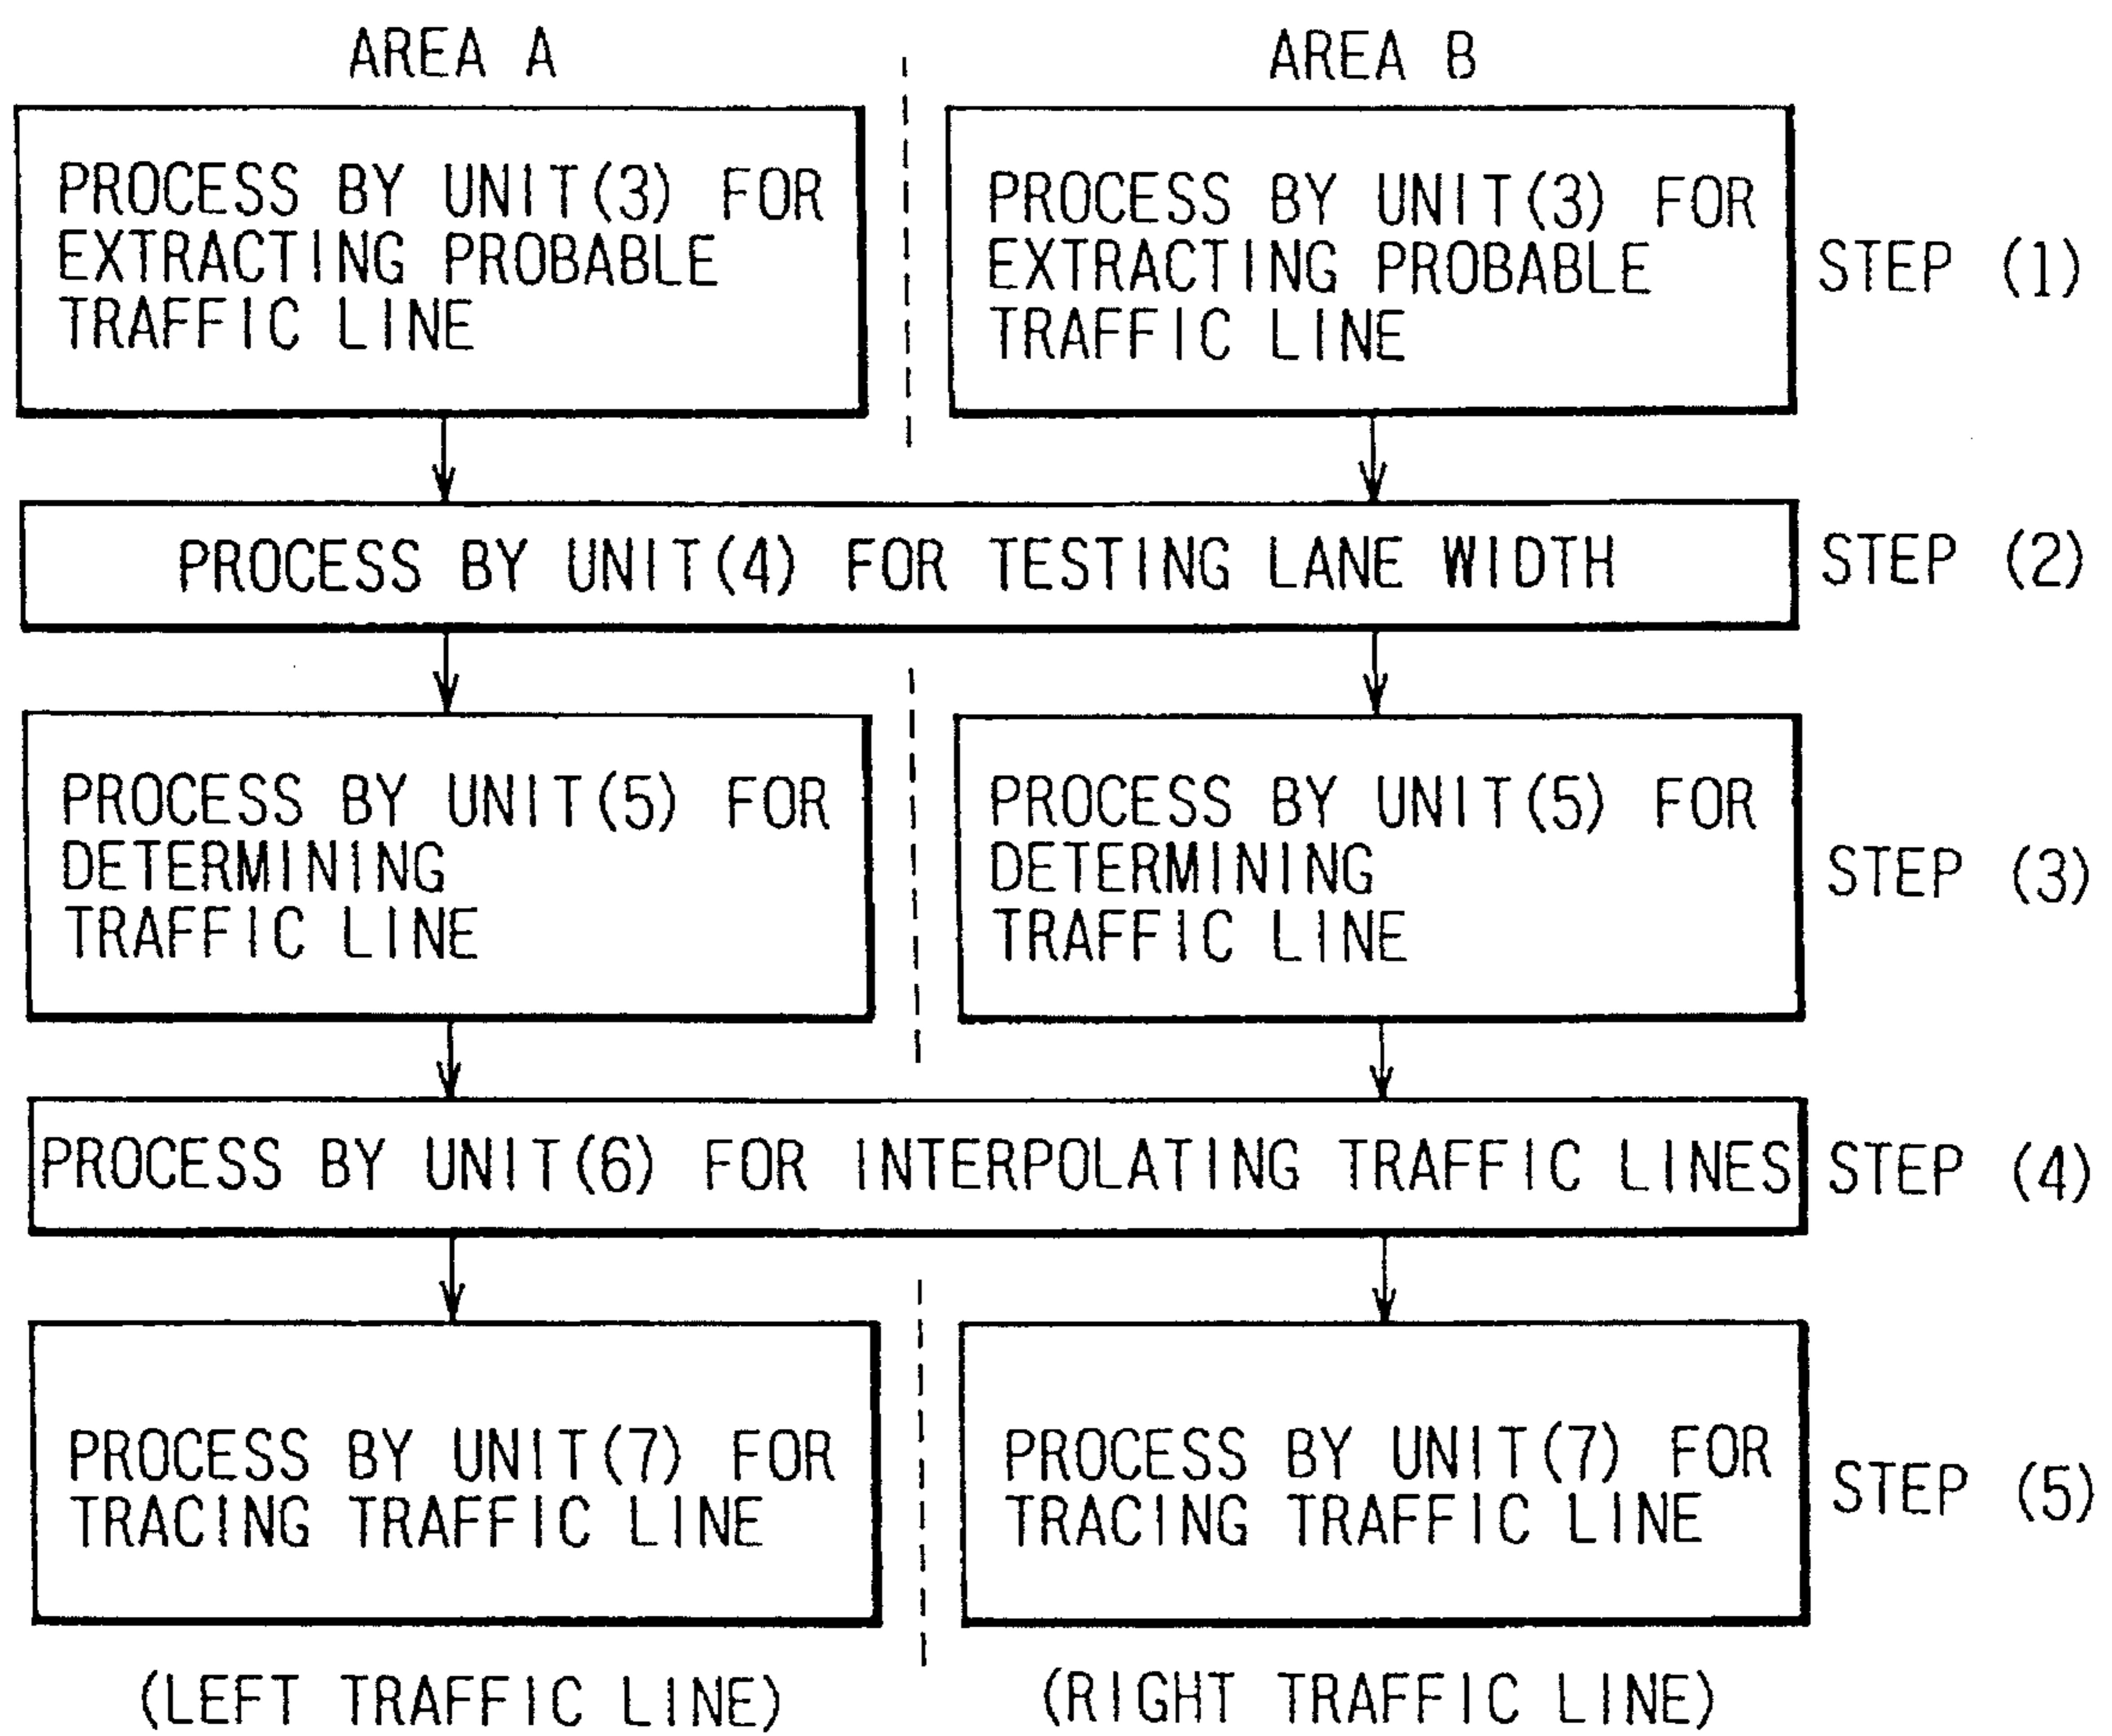 AREA A
AREA B
PROCESS BY UNIT(3) FOR
EXTRACTING PROBABLE
TRAFFIC LINE
PROCESS BY UNIT(3) FOR
EXTRACTING PROBABLE
TRAFFIC LINE
STEP (1)
PROCESS BY UNIT(4) FOR TESTING LANE WIDTH
STEP (2)
PROCESS BY UNIT(5) FOR
DETERMINING
TRAFFIC LINE
PROCESS BY UNIT(5) FOR
DETERMINING
TRAFFIC LINE
STEP (3)
PROCESS BY UNIT(6) FOR INTERPOLATING TRAFFIC LINES
STEP (4)
PROCESS BY UNIT(7) FOR
TRACING TRAFFIC LINE
PROCESS BY UNIT(7) FOR
TRACING TRAFFIC LINE
STEP (5)
(LEFT TRAFFIC LINE)
(RIGHT TRAFFIC LINE)